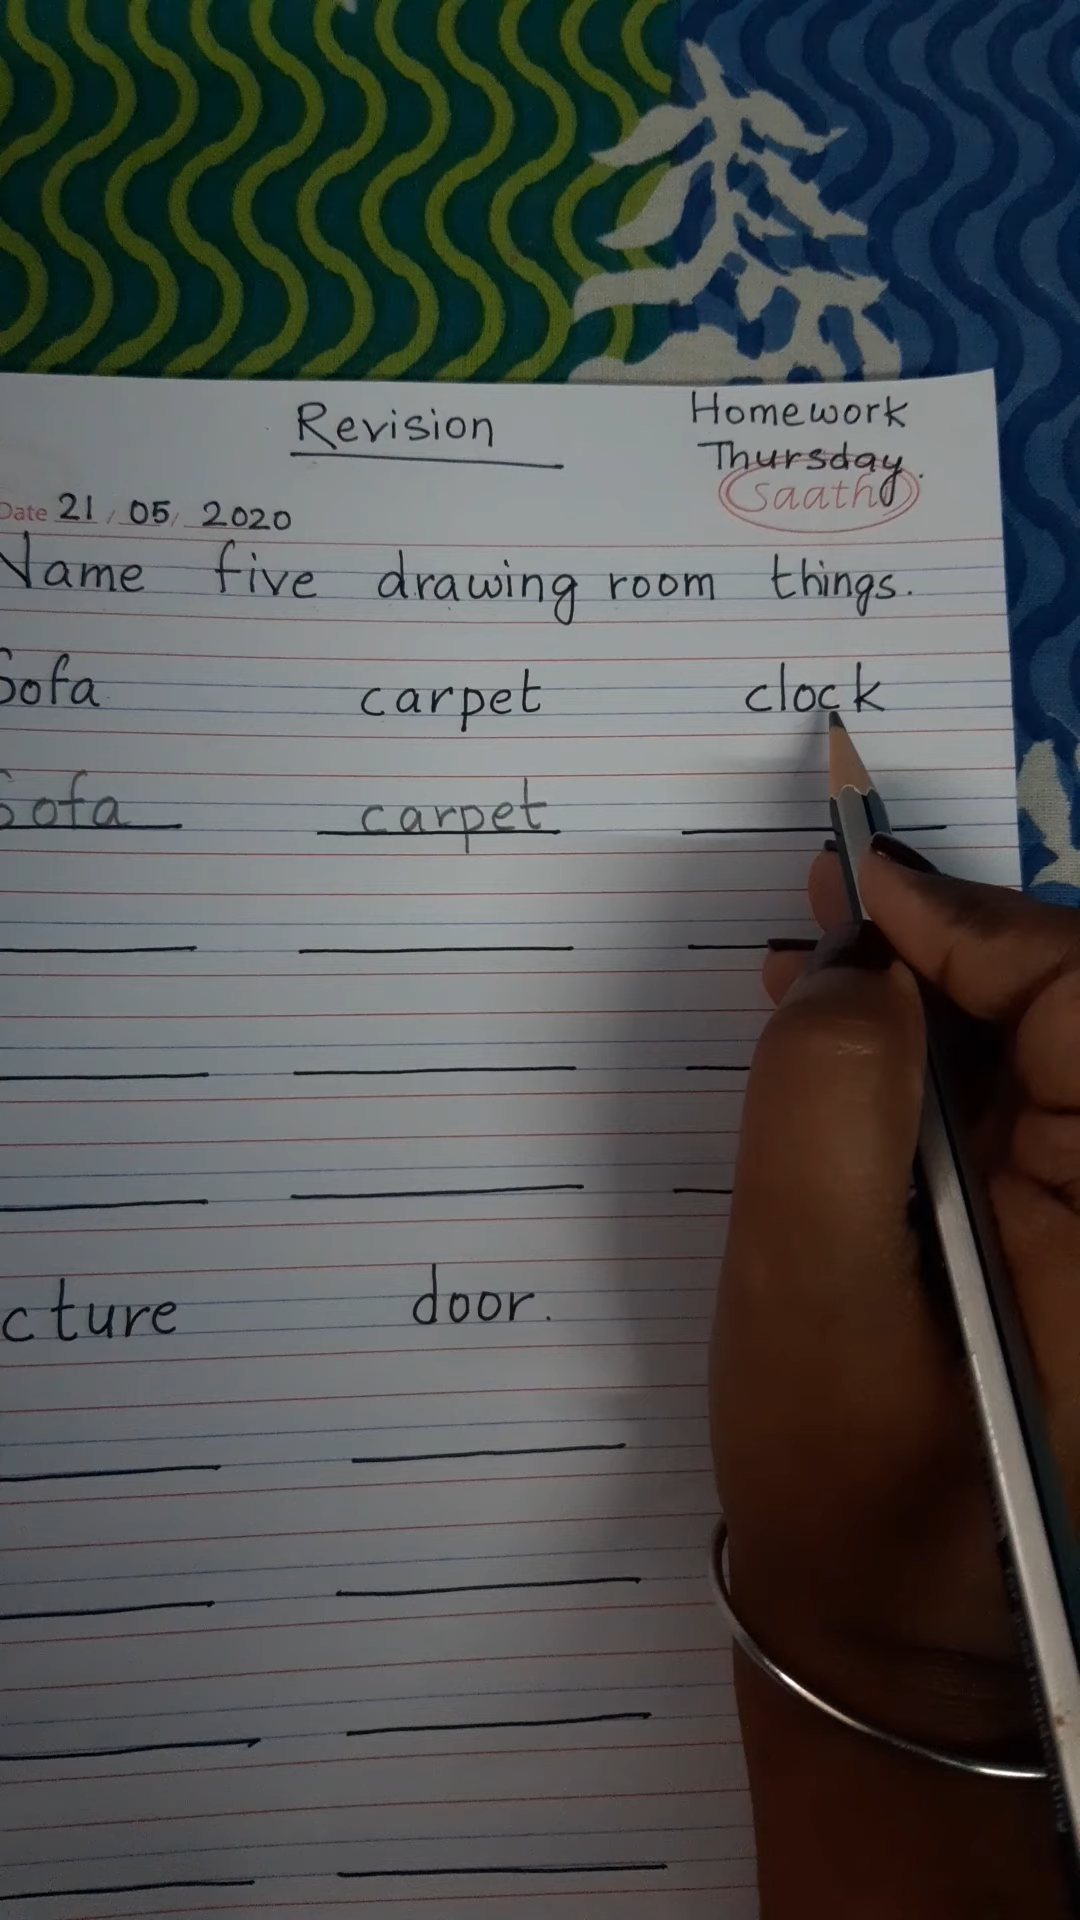 Revision
Homework
Thursday.
saathi
Date 21/05/2020
Name five drawing room things.
Sofa carpet clock
Sofa carpet
cture door.